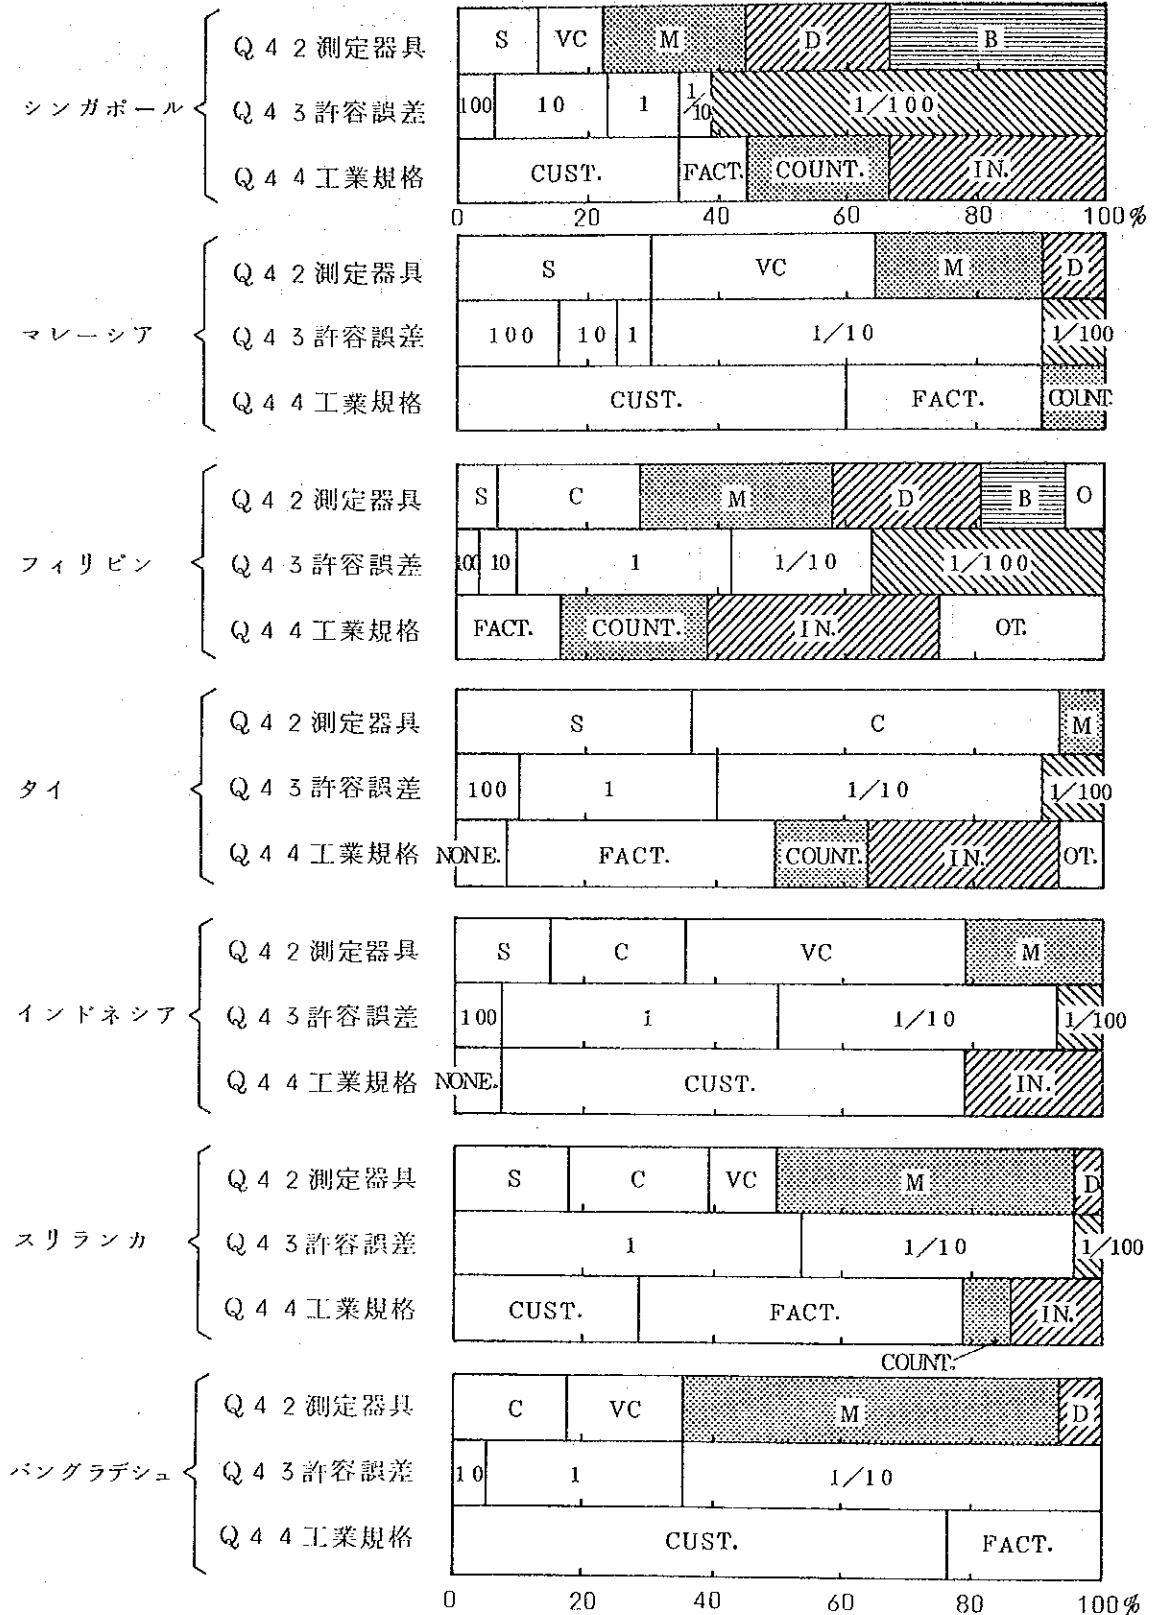 Q42測定器具 S VC M D B
シンガポール Q43許容誤差 100 10 1 1/10 1/100
Q44工業規格 CUST. FACT. COUNT. IN.
0 20 40 60 80 100%
Q42測定器具 S VC M D
マレーシア Q43許容誤差 100 10 1 1/10 1/100
Q44工業規格 CUST. FACT. COUNT.
Q42測定器具 S C M D B O
フィリピン Q43許容誤差 100 10 1 1/10 1/100
Q44工業規格 FACT. COUNT. IN. OT.
Q42測定器具 S C M
タイ Q43許容誤差 100 1 1/10 1/100
Q44工業規格 NONE. FACT. COUNT. IN. OT.
Q42測定器具 S C VC M
インドネシア Q43許容誤差 100 1 1/10 1/100
Q44工業規格 NONE. CUST. IN.
Q42測定器具 S C VC M D
スリランカ Q43許容誤差 1 1/10 1/100
Q44工業規格 CUST. FACT. IN.
COUNT.
Q42測定器具 C VC M D
バングラデシュ Q43許容誤差 10 1 1/10
Q44工業規格 CUST. FACT.
0 20 40 60 80 100%